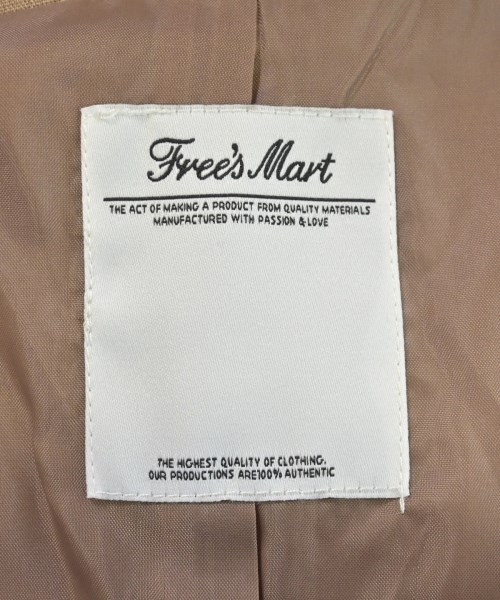 Free's Mart
THE ACT OF MAKING A PRODUCT FROM QUALITY MATERIALS
MANUFACTURED WITH PASSION & LOVE
THE HIGHEST QUALITY OF CLOTHING.
OUR PRODUCTIONS ARE100% AUTHENTIC